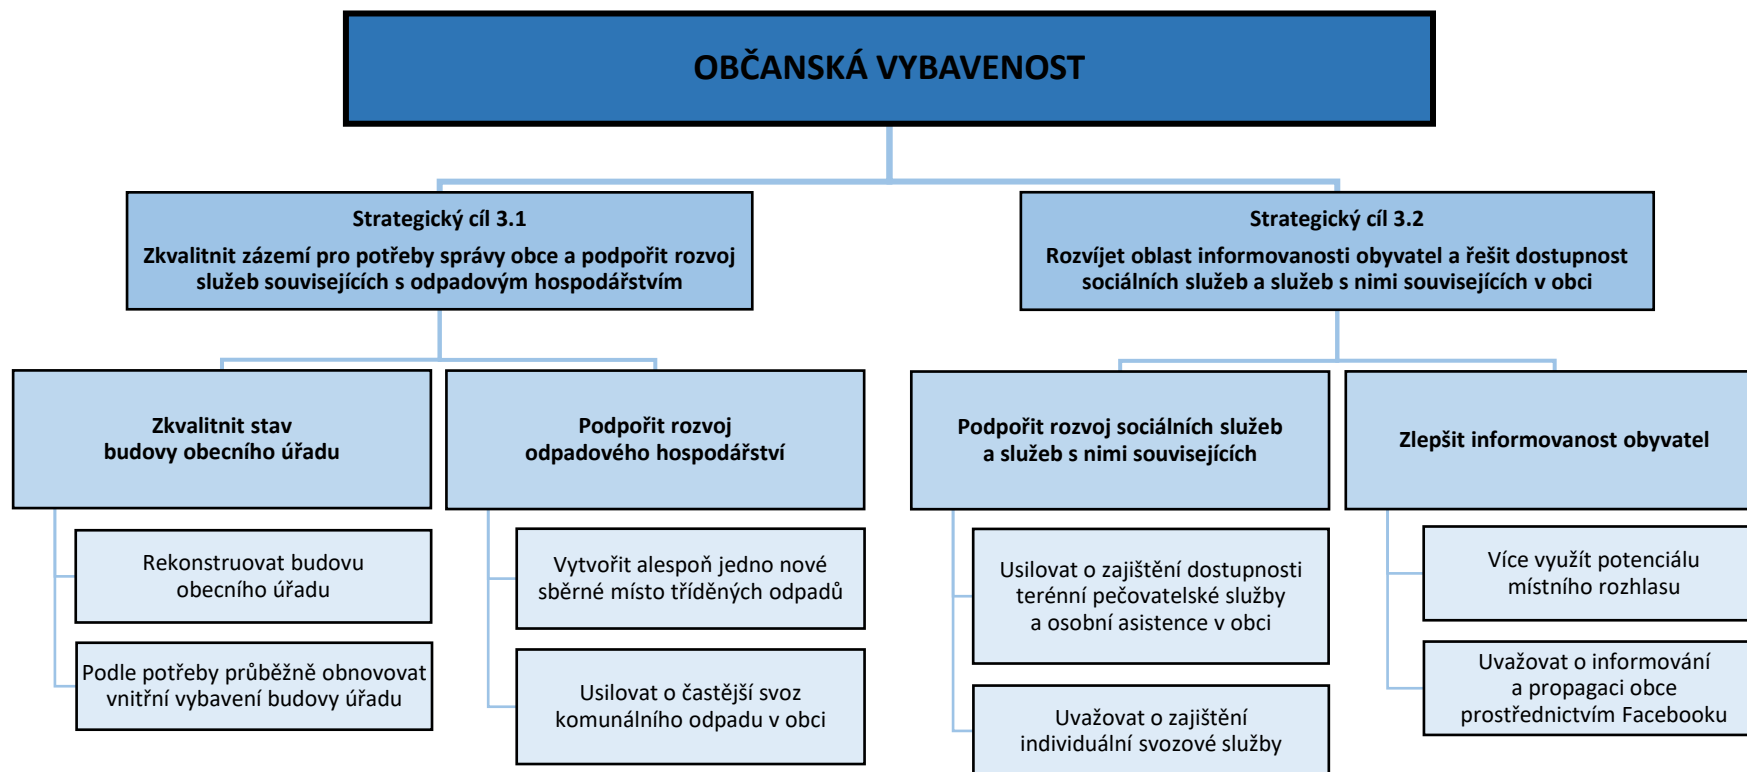 OBČANSKÁ VYBAVENOST
Strategický cíl 3.1
Zkvalitnit zázemí pro potřeby správy obce a podpořit rozvoj
služeb souvisejících s odpadovým hospodářstvím
Strategický cíl 3.2
Rozvíjet oblast informovanosti obyvatel a řešit dostupnost
sociálních služeb a služeb s nimi souvisejících v obci
Zkvalitnit stav
budovy obecního úřadu
Rekonstruovat budovu
obecního úřadu
Podle potřeby průběžně obnovovat
vnitřní vybavení budovy úřadu
Podpořit rozvoj
odpadového hospodářství
Vytvořit alespoň jedno nové
sběrné místo tříděných odpadů
Usilovat o častější svoz
komunálního odpadu v obci
Podpořit rozvoj sociálních služeb
a služeb s nimi souvisejících
Usilovat o zajištění dostupnosti
terénní pečovatelské služby
a osobní asistence v obci
Uvažovat o zajištění
individuální svozové služby
Zlepšit informovanost obyvatel
Více využít potenciálu
místního rozhlasu
Uvažovat o informování
a propagaci obce
prostřednictvím Facebooku